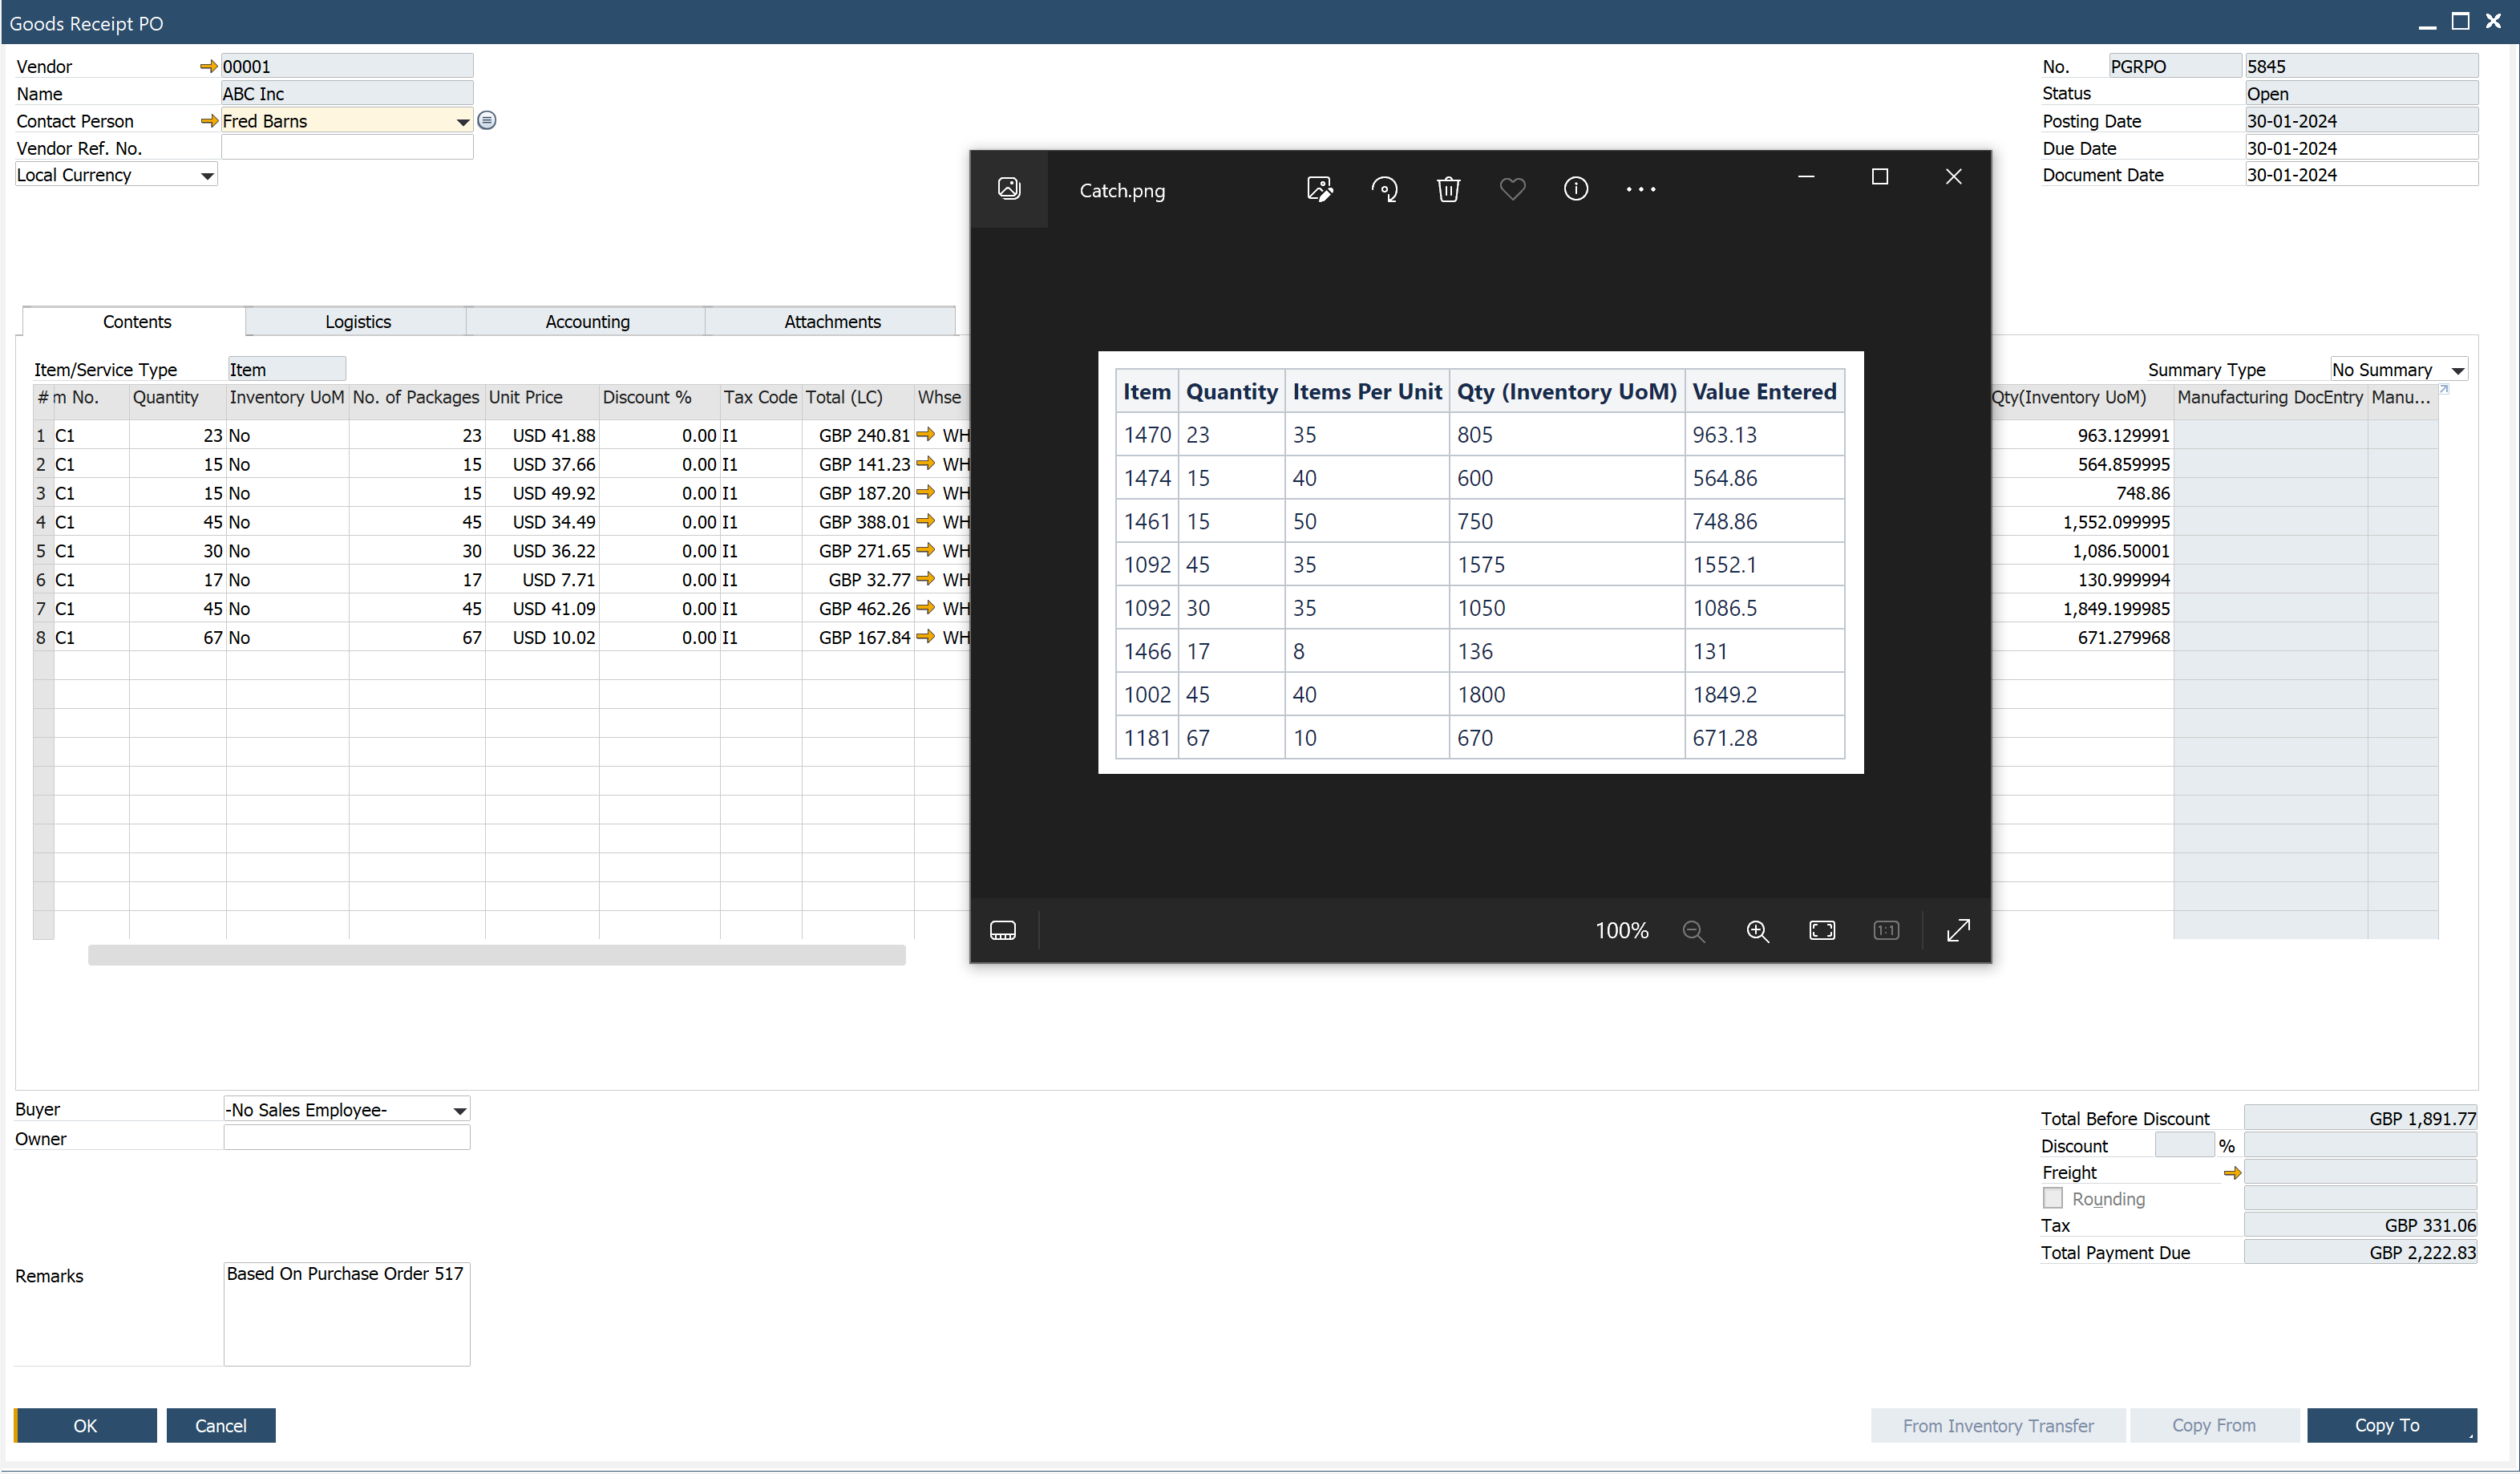 Goods Receipt PO
Vendor 00001
Name ABC Inc
Contact Person Fred Barns
Vendor Ref. No.
Local Currency
No. PGRPO 5845
Status Open
Posting Date 30-01-2024
Due Date 30-01-2024
Document Date 30-01-2024
Contents Logistics Accounting Attachments
Item/Service Type Item
Summary Type No Summary
# m No. Quantity Inventory UoM No. of Packages Unit Price Discount % Tax Code Total (LC) Whse Qty(Inventory UoM) Manufacturing DocEntry Manu...
1 C1 23 No 23 USD 41.88 0.00 I1 GBP 240.81 WH 963.129991
2 C1 15 No 15 USD 37.66 0.00 I1 GBP 141.23 WH 564.859995
3 C1 15 No 15 USD 49.92 0.00 I1 GBP 187.20 WH 748.86
4 C1 45 No 45 USD 34.49 0.00 I1 GBP 388.01 WH 1,552.099995
5 C1 30 No 30 USD 36.22 0.00 I1 GBP 271.65 WH 1,086.50001
6 C1 17 No 17 USD 7.71 0.00 I1 GBP 32.77 WH 130.999994
7 C1 45 No 45 USD 41.09 0.00 I1 GBP 462.26 WH 1,849.199985
8 C1 67 No 67 USD 10.02 0.00 I1 GBP 167.84 WH 671.279968
Catch.png
Item Quantity Items Per Unit Qty (Inventory UoM) Value Entered
1470 23 35 805 963.13
1474 15 40 600 564.86
1461 15 50 750 748.86
1092 45 35 1575 1552.1
1092 30 35 1050 1086.5
1466 17 8 136 131
1002 45 40 1800 1849.2
1181 67 10 670 671.28
100% 1:1
Buyer -No Sales Employee-
Owner
Remarks Based On Purchase Order 517
Total Before Discount GBP 1,891.77
Discount %
Freight
Rounding
Tax GBP 331.06
Total Payment Due GBP 2,222.83
OK Cancel From Inventory Transfer Copy From Copy To